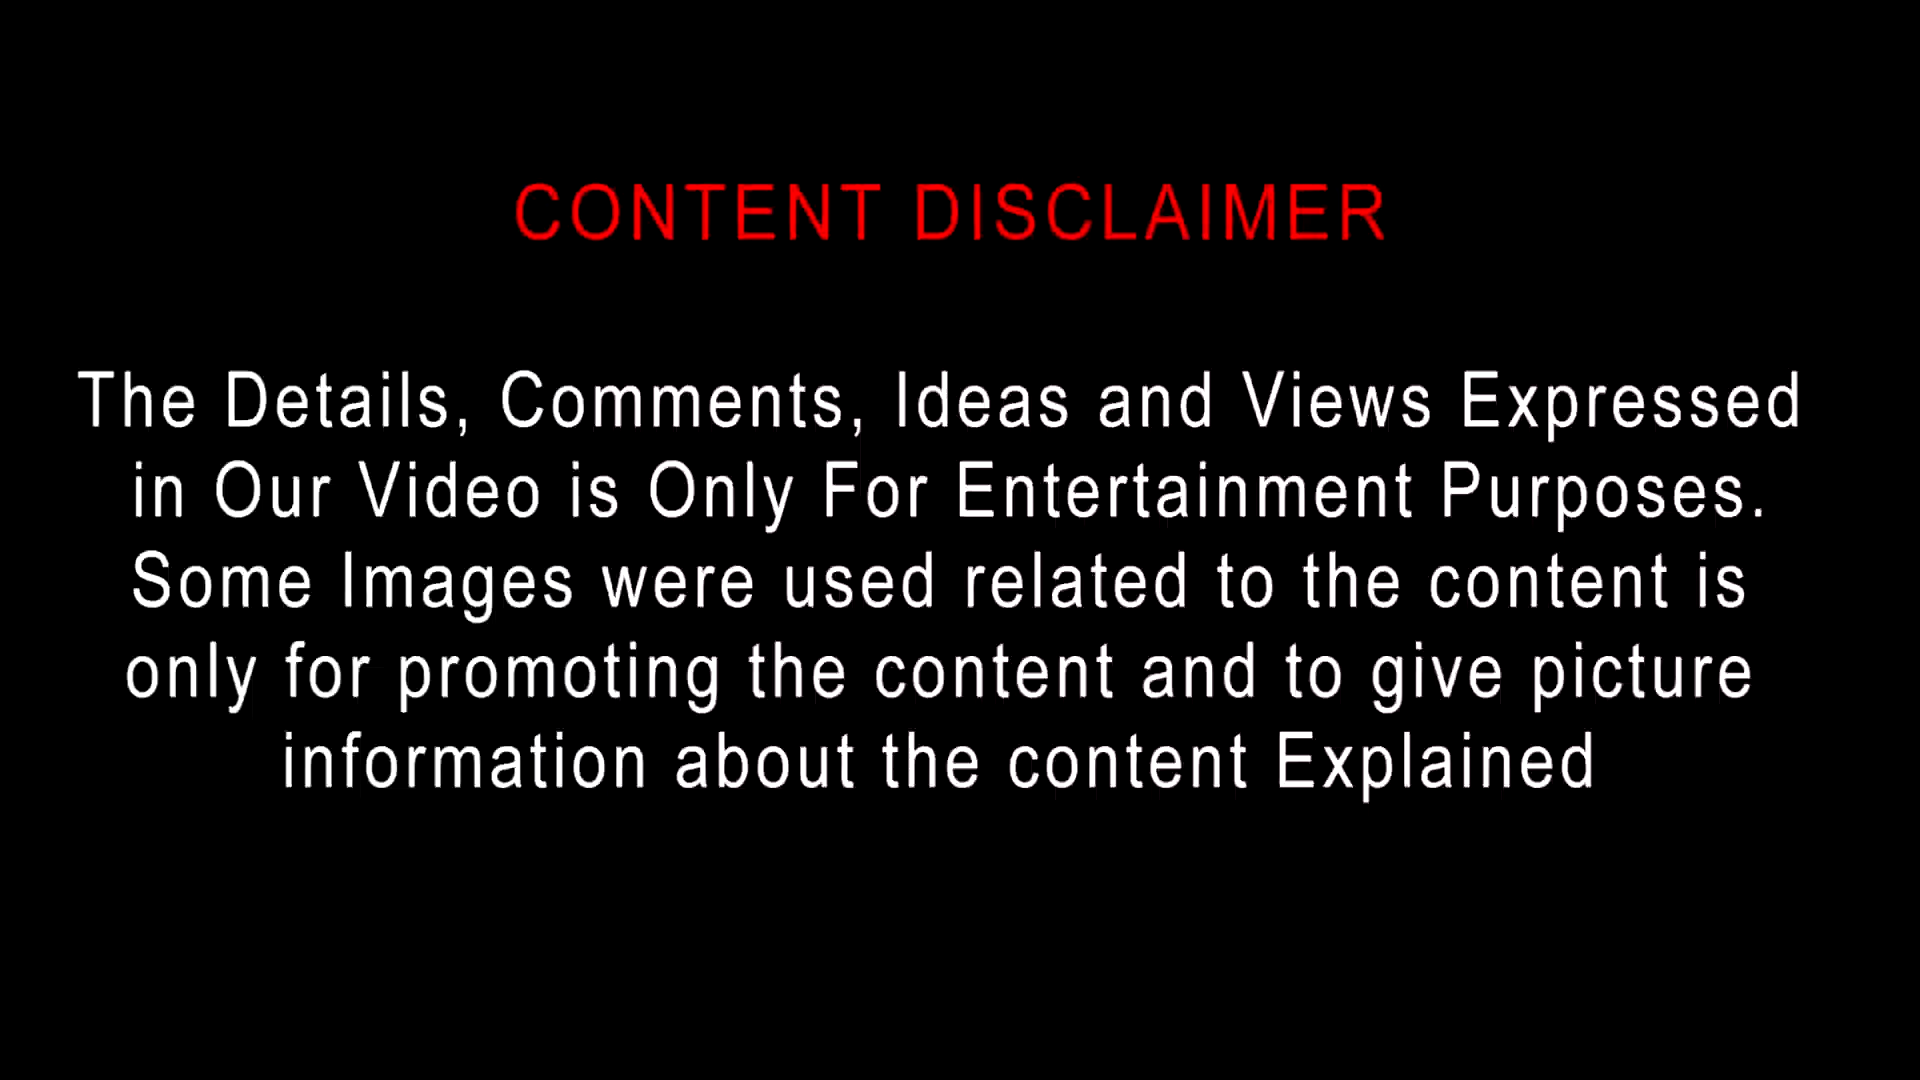 CONTENT DISCLAIMER
The Details, Comments, Ideas and Views Expressed
in Our Video is Only For Entertainment Purposes.
Some Images were used related to the content is
only for promoting the content and to give picture
information about the content Explained